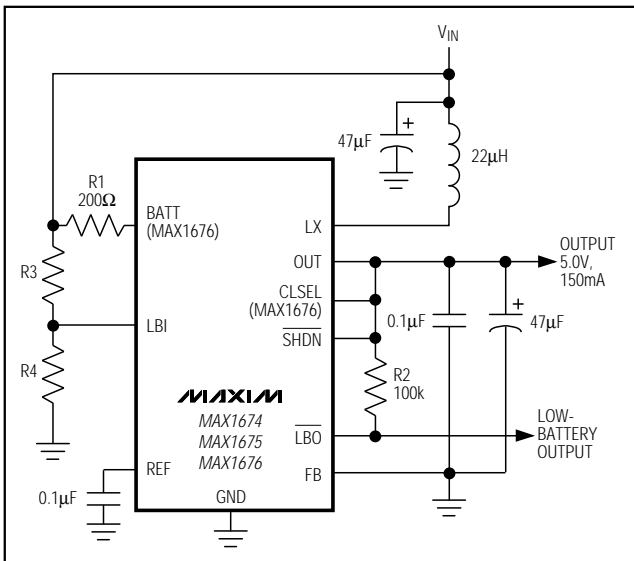 VIN
47µF
+
22µH
R1
200Ω
BATT
(MAX1676)
LX
OUTPUT
5.0V,
150mA
OUT
R3
CLSEL
(MAX1676)
+
0.1µF
47µF
LBI
SHDN
R4
R2
100k
MAXIM
MAX1674
MAX1675
MAX1676
LBO
LOW-
BATTERY
OUTPUT
REF
FB
0.1µF
GND